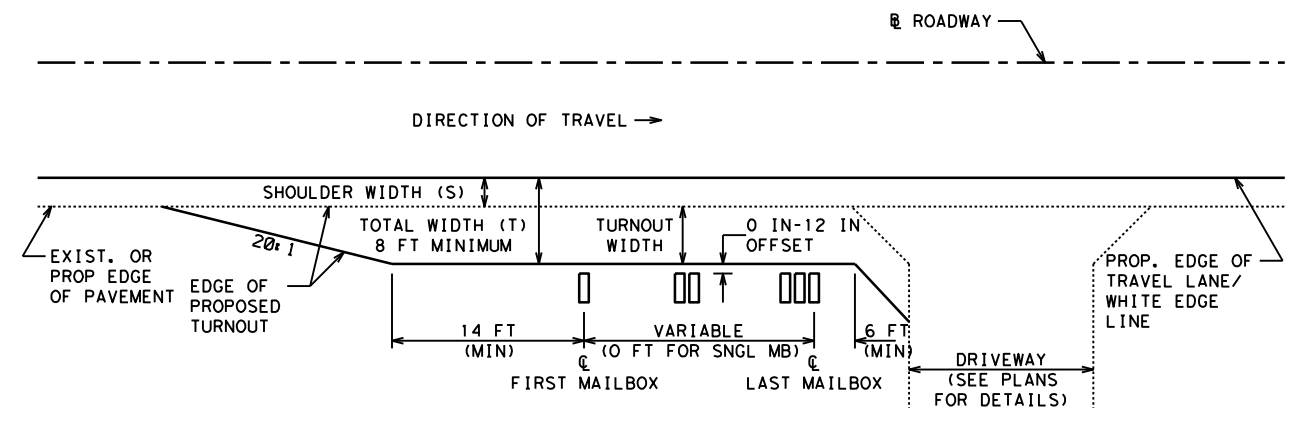 ℄ ROADWAY
DIRECTION OF TRAVEL
SHOULDER WIDTH (S)
TOTAL WIDTH (T)
8 FT MINIMUM
TURNOUT
WIDTH
0 IN-12 IN
OFFSET
20:1
EXIST. OR
PROP EDGE
OF PAVEMENT
EDGE OF
PROPOSED
TURNOUT
PROP. EDGE OF
TRAVEL LANE/
WHITE EDGE
LINE
14 FT
(MIN)
VARIABLE
(0 FT FOR SNGL MB)
6 FT
(MIN)
℄
FIRST MAILBOX
℄
LAST MAILBOX
DRIVEWAY
(SEE PLANS
FOR DETAILS)